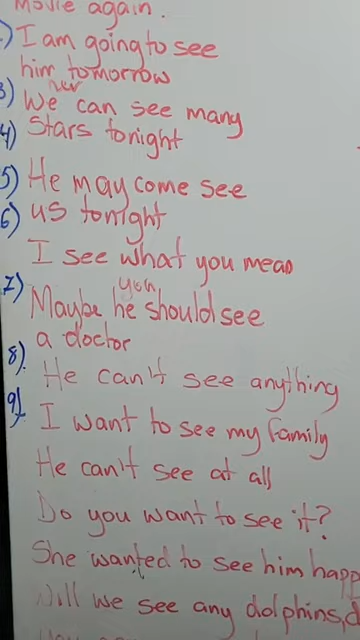 Movie again.
) I am going to see
him tomorrow
her
3) We can see many
4) Stars tonight
5) He may come see
6) us tonight
I see what you mean
you
7) Maybe he should see
a doctor
8) He can't see anything
9) I want to see my family
He can't see at all
Do you want to see it?
She wanted to see him happ
Will we see any dolphins,